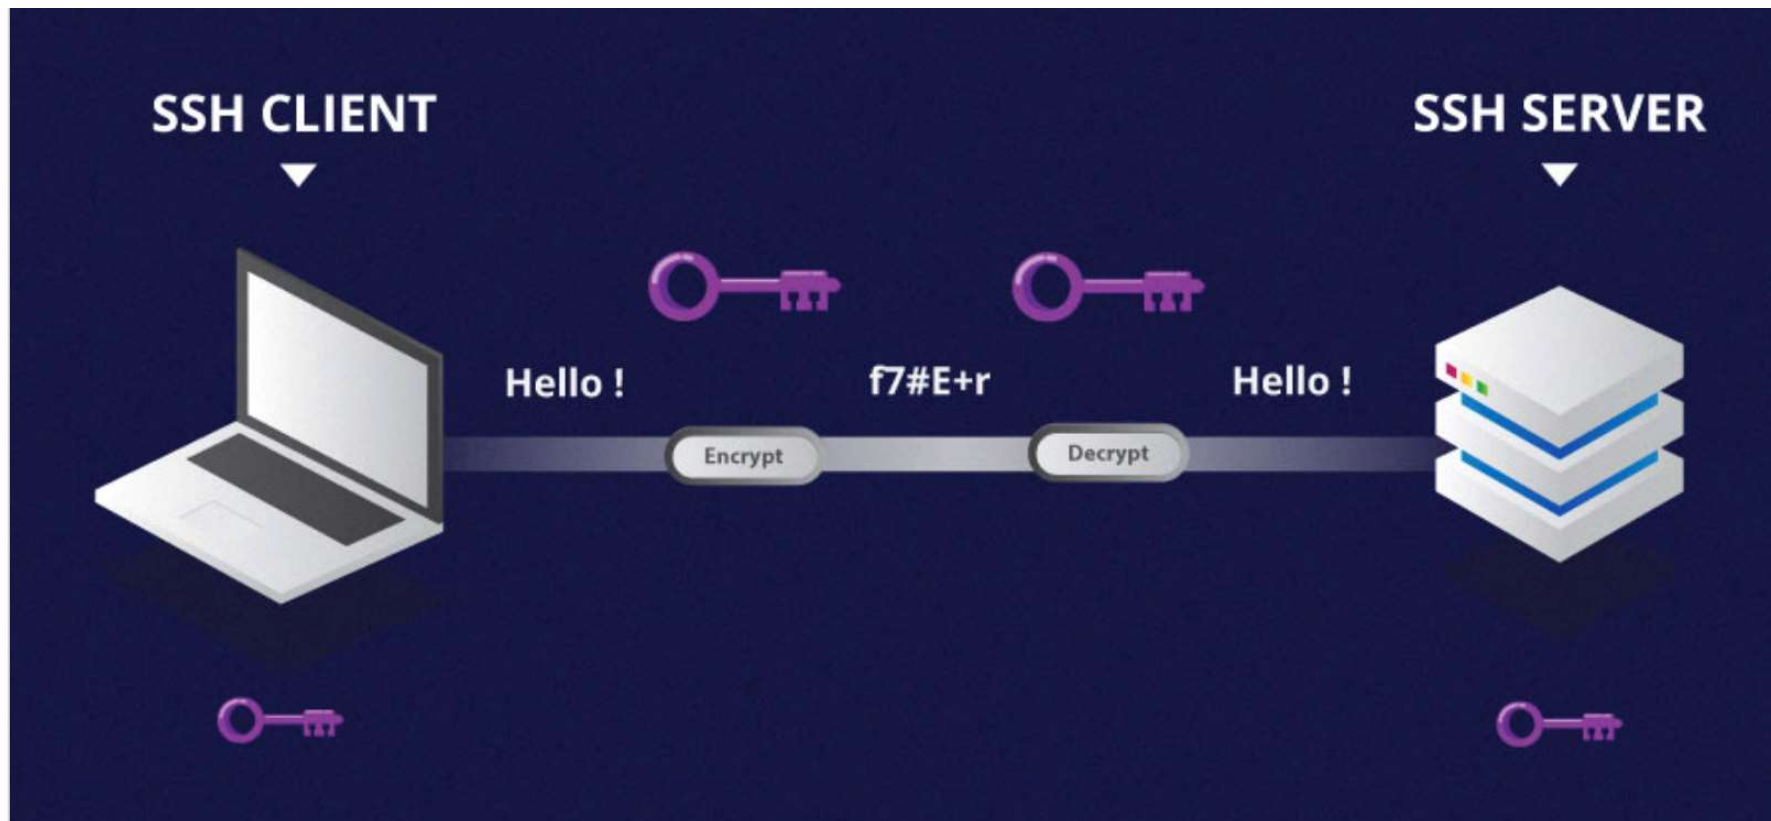 SSH CLIENT
SSH SERVER
Hello !
f7#E+r
Hello !
Encrypt
Decrypt